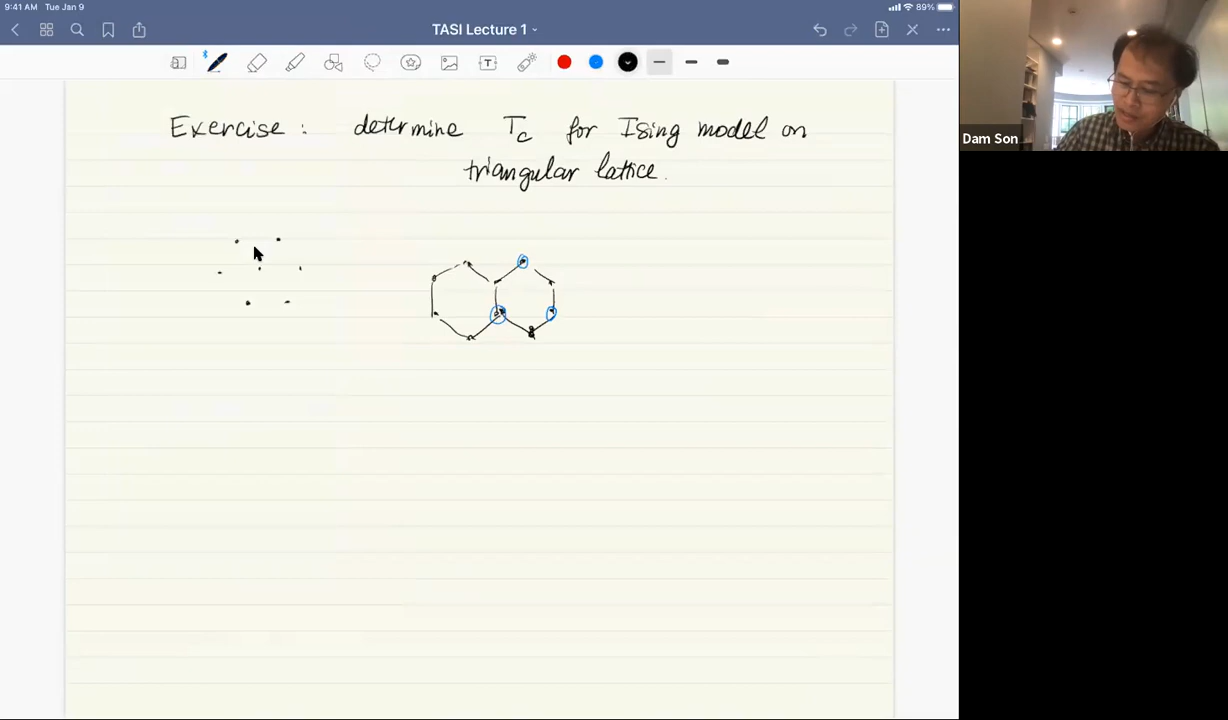 9:41 AM Tue Jan 9
89%
TASI Lecture 1
T
Exercise : determine Tc for Ising model on
triangular lattice.
Dam Son